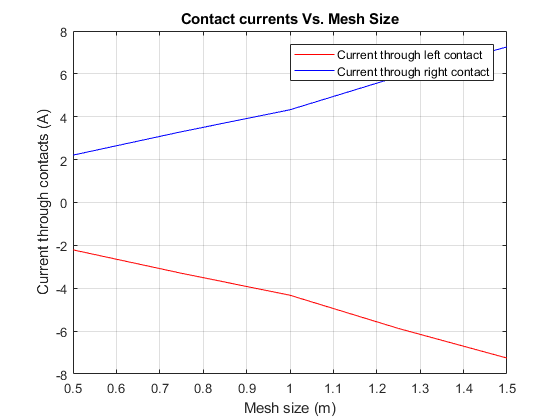 Contact currents Vs. Mesh Size
Current through left contact
Current through right contact
Current through contacts (A)
8
6
4
2
0
-2
-4
-6
-8
0.5 0.6 0.7 0.8 0.9 1 1.1 1.2 1.3 1.4 1.5
Mesh size (m)